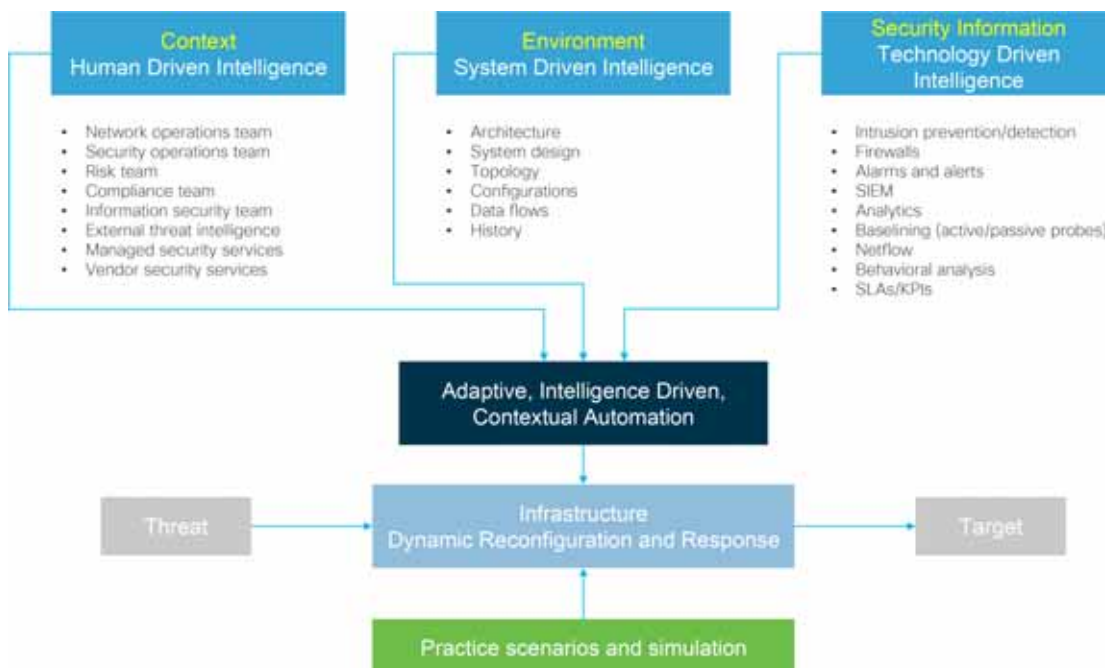 Context
Human Driven Intelligence
• Network operations team
• Security operations team
• Risk team
• Compliance team
• Information security team
• External threat intelligence
• Managed security services
• Vendor security services
Environment
System Driven Intelligence
• Architecture
• System design
• Topology
• Configurations
• Data flows
• History
Security Information
Technology Driven
Intelligence
• Intrusion prevention/detection
• Firewalls
• Alarms and alerts
• SIEM
• Analytics
• Baselining (active/passive probes)
• Netflow
• Behavioral analysis
• SLAs/KPIs
Adaptive, Intelligence Driven,
Contextual Automation
Threat
Infrastructure
Dynamic Reconfiguration and Response
Target
Practice scenarios and simulation